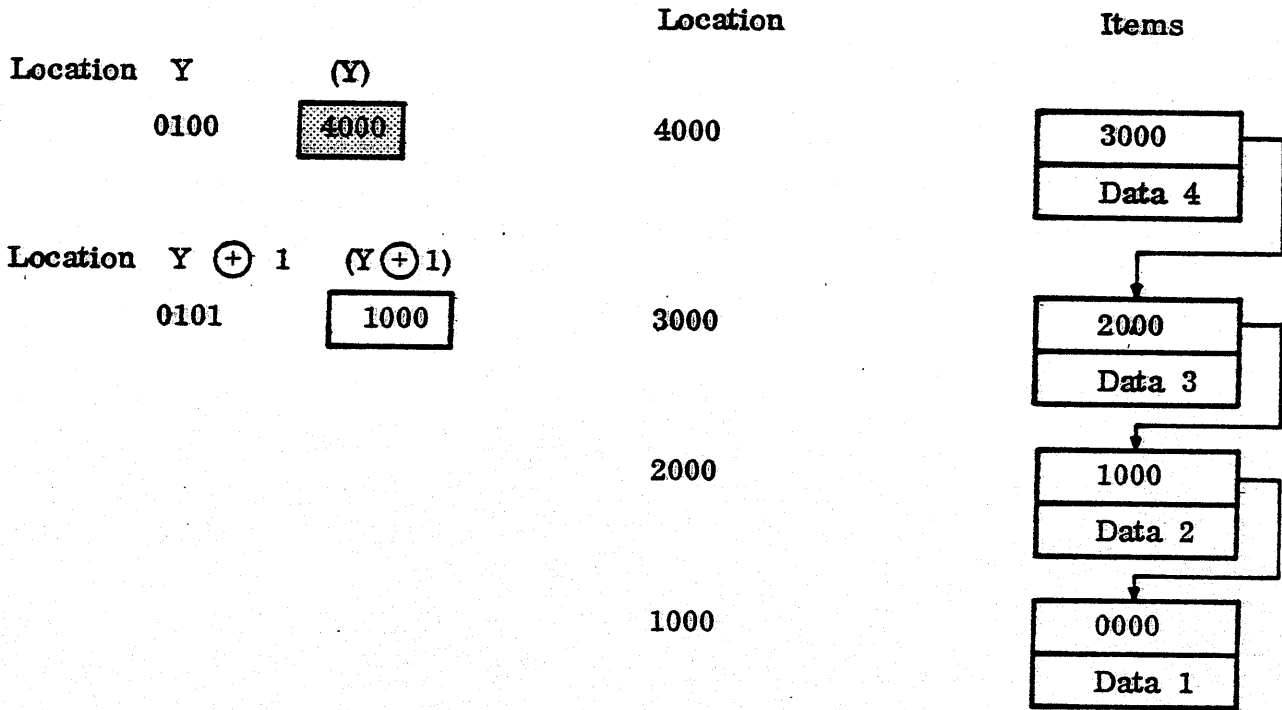 Location Items
Location Y (Y)
0100 4000 4000 3000
Data 4
Location Y ⊕ 1 (Y ⊕ 1)
0101 1000 3000 2000
Data 3
2000 1000
Data 2
1000 0000
Data 1